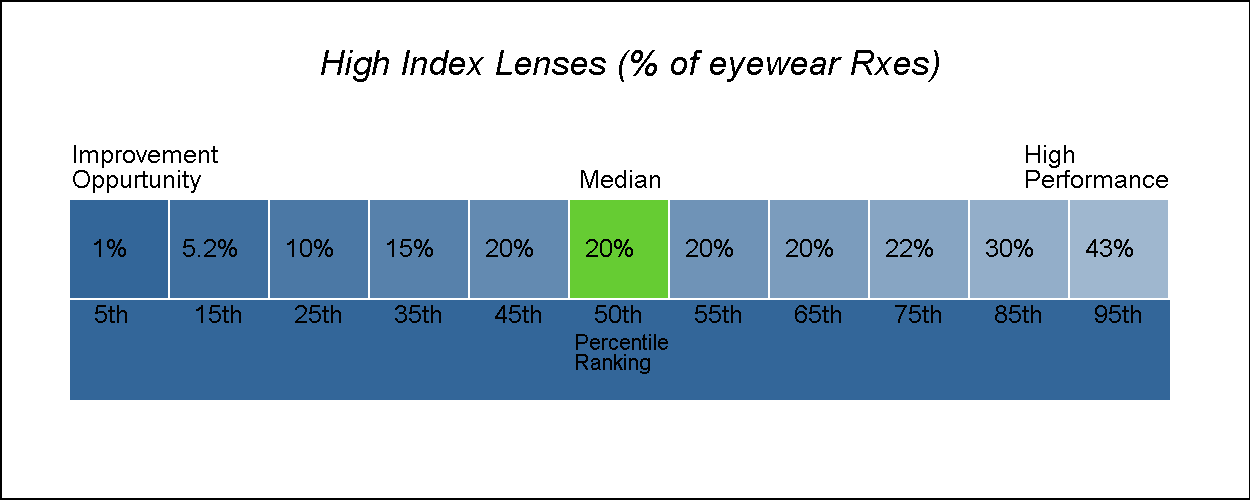 High Index Lenses (% of eyewear Rxes)
Improvement
Oppurtunity
Median
High
Performance
1% 5.2% 10% 15% 20% 20% 20% 20% 22% 30% 43%
5th 15th 25th 35th 45th 50th 55th 65th 75th 85th 95th
Percentile
Ranking